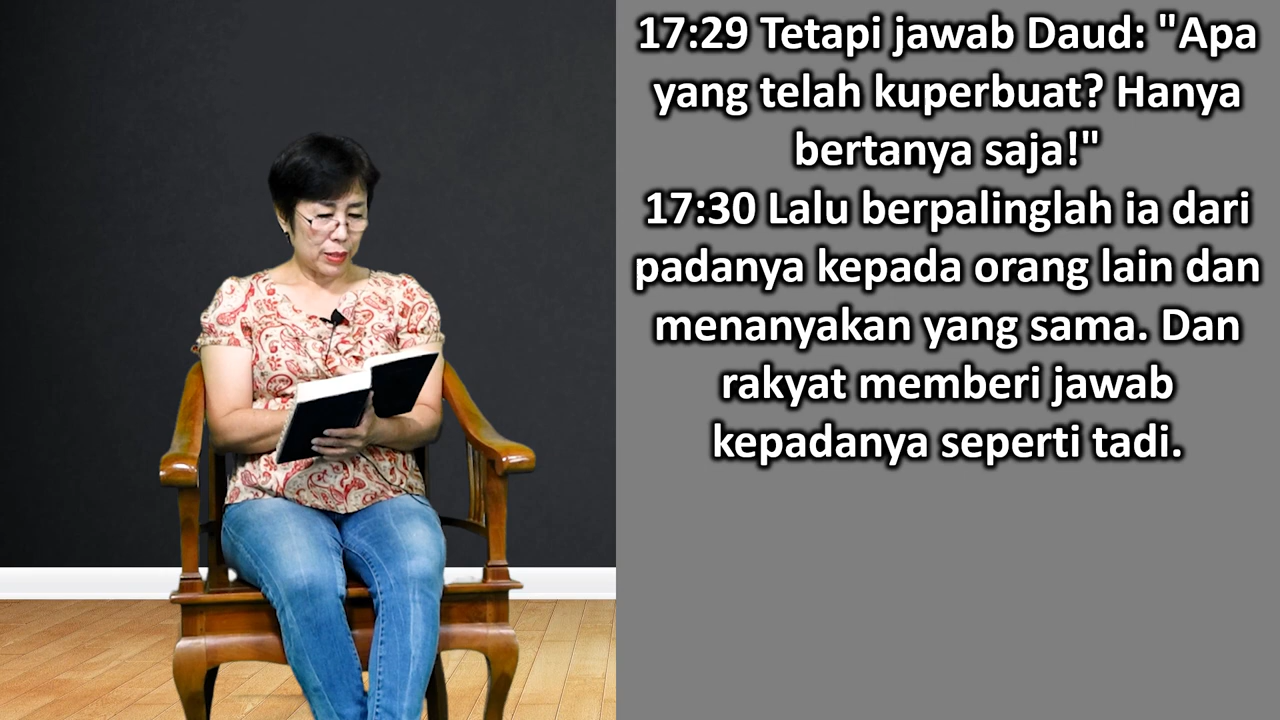 17:29 Tetapi jawab Daud: "Apa
yang telah kuperbuat? Hanya
bertanya saja!"
17:30 Lalu berpalinglah ia dari
padanya kepada orang lain dan
menanyakan yang sama. Dan
rakyat memberi jawab
kepadanya seperti tadi.